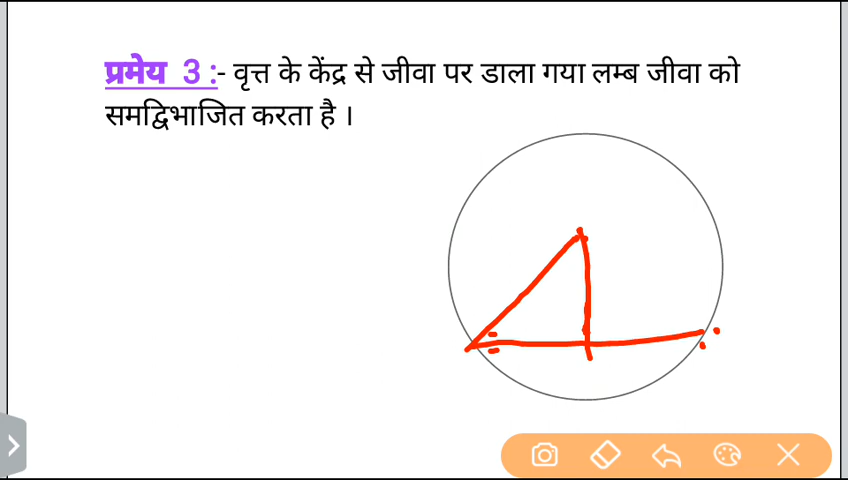 प्रमेय 3 :- वृत्त के केंद्र से जीवा पर डाला गया लम्ब जीवा को
समद्विभाजित करता है ।